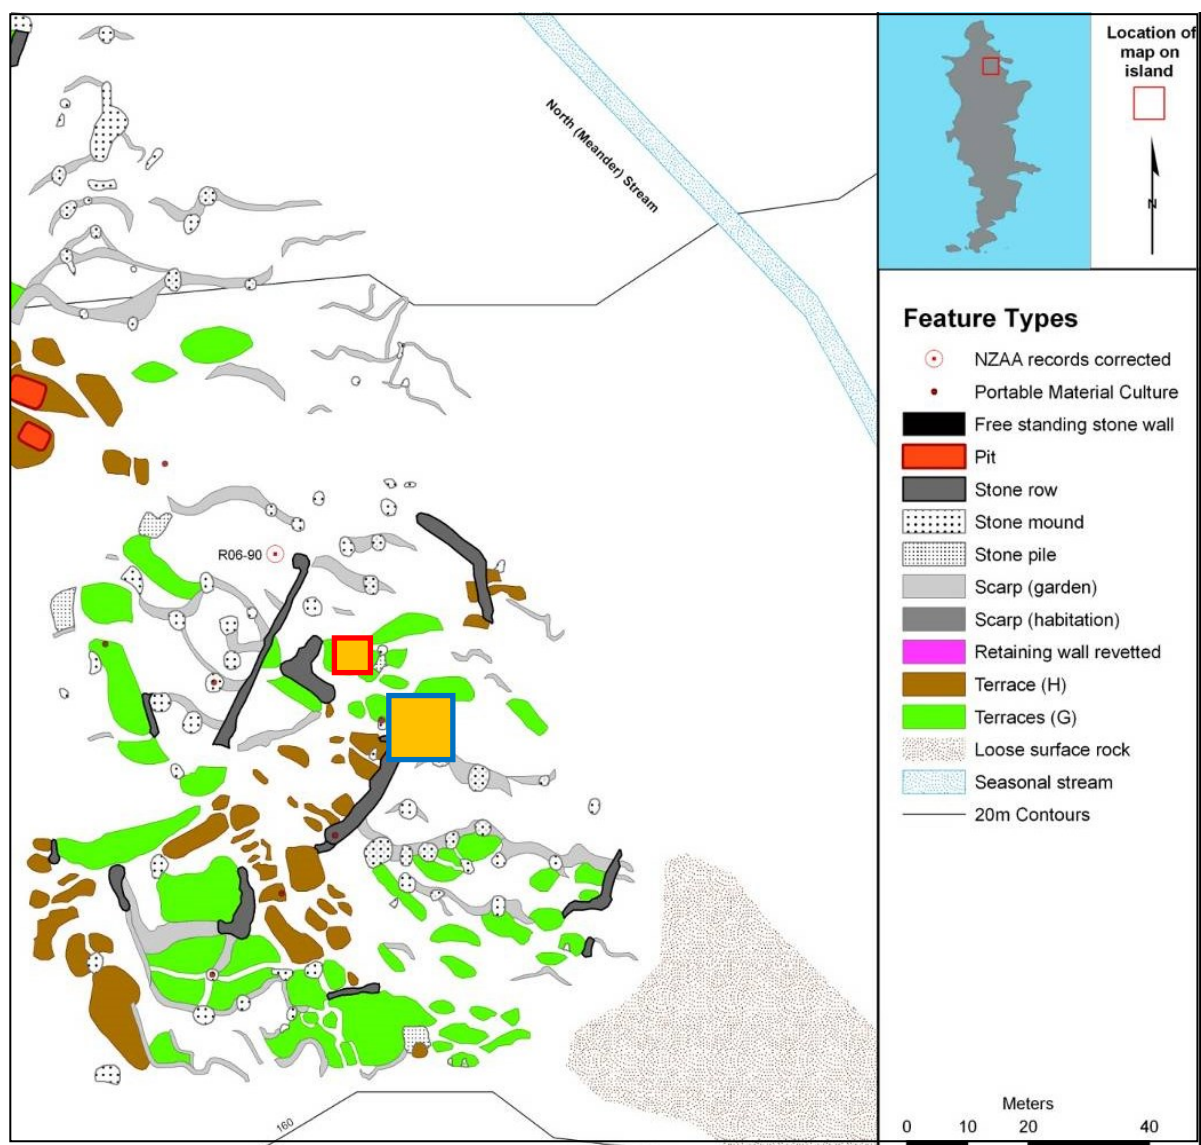 Location of
map on
island
N
North (Meander) Stream
R06-90
160
Feature Types
NZAA records corrected
Portable Material Culture
Free standing stone wall
Pit
Stone row
Stone mound
Stone pile
Scarp (garden)
Scarp (habitation)
Retaining wall revetted
Terrace (H)
Terraces (G)
Loose surface rock
Seasonal stream
20m Contours
Meters
0 10 20 40